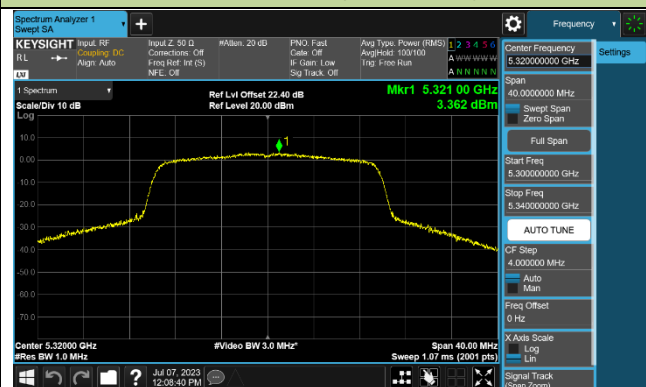 Spectrum Analyzer 1
Swept SA
+
Frequency
KEYSIGHT
RL
LXI
Input: RF
Coupling: DC
Align: Auto
Input Z: 50 Ω
Corrections: Off
Freq Ref: Int (S)
NFE: Off
#Atten: 20 dB
PNO: Fast
Gate: Off
IF Gain: Low
Sig Track: Off
Avg Type: Power (RMS)
Avg|Hold: 100/100
Trig: Free Run
1 2 3 4 5 6
A W W W W W
A N N N N N
Center Frequency
5.320000000 GHz
Settings
Span
40.0000000 MHz
Swept Span
Zero Span
Full Span
Start Freq
5.300000000 GHz
Stop Freq
5.340000000 GHz
AUTO TUNE
CF Step
4.000000 MHz
Auto
Man
Freq Offset
0 Hz
X Axis Scale
Log
Lin
Signal Track
(Span Zoom)
1 Spectrum
Scale/Div 10 dB
Log
Ref Lvl Offset 22.40 dB
Ref Level 20.00 dBm
Mkr1 5.321 00 GHz
3.362 dBm
1
10.0
0.00
-10.0
-20.0
-30.0
-40.0
-50.0
-60.0
-70.0
Center 5.32000 GHz
#Res BW 1.0 MHz
#Video BW 3.0 MHz*
Span 40.00 MHz
Sweep 1.07 ms (2001 pts)
?
Jul 07, 2023
12:08:40 PM